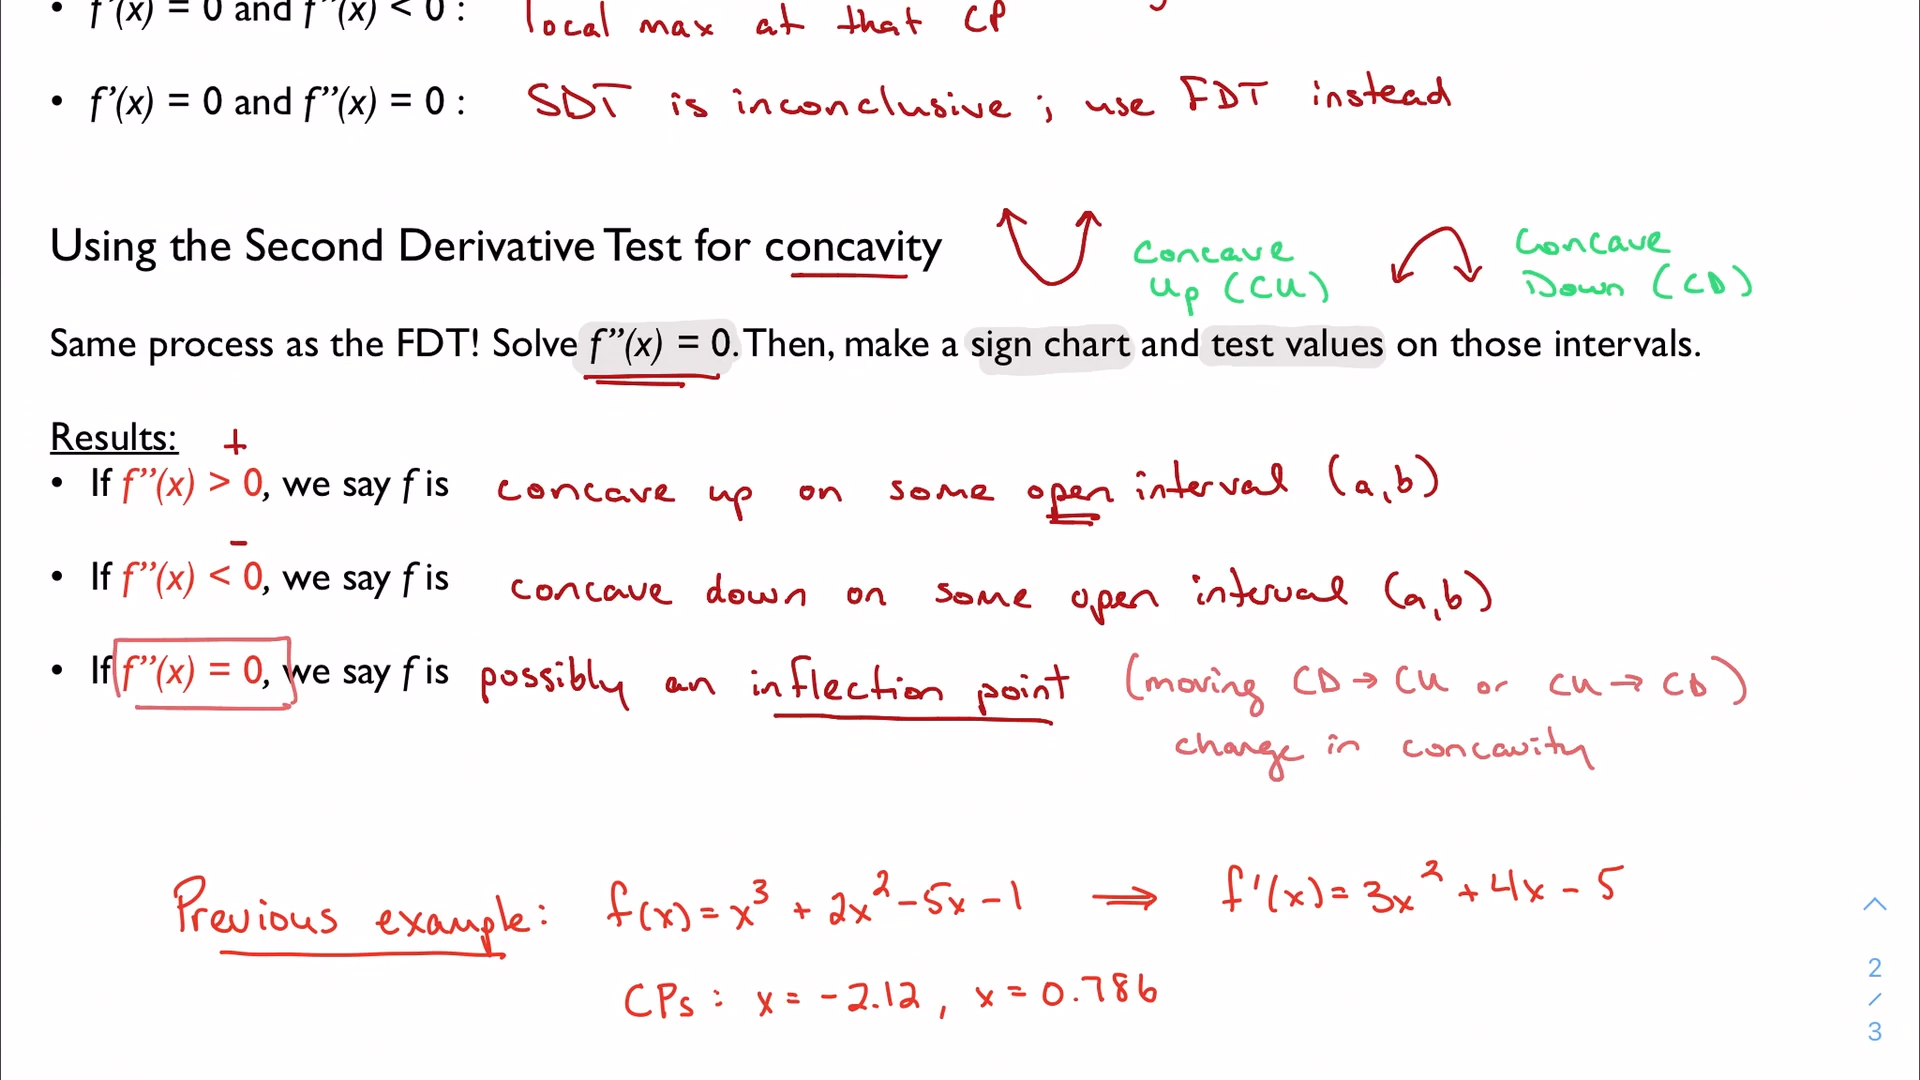 • f'(x) = 0 and f''(x) < 0 : local max at that CP
• f'(x) = 0 and f''(x) = 0 : SDT is inconclusive ; use FDT instead
Using the Second Derivative Test for concavity
Concave Up (CU)
Concave Down (CD)
Same process as the FDT! Solve f''(x) = 0. Then, make a sign chart and test values on those intervals.
Results: +
• If f''(x) > 0, we say f is concave up on some open interval (a,b)
-
• If f''(x) < 0, we say f is concave down on some open interval (a,b)
• If f''(x) = 0, we say f is possibly an inflection point (moving CD → CU or CU → CD)
change in concavity
Previous example: f(x) = x³ + 2x² - 5x - 1 ⟹ f'(x) = 3x² + 4x - 5
CPs : x = -2.12 , x = 0.786
2
/
3